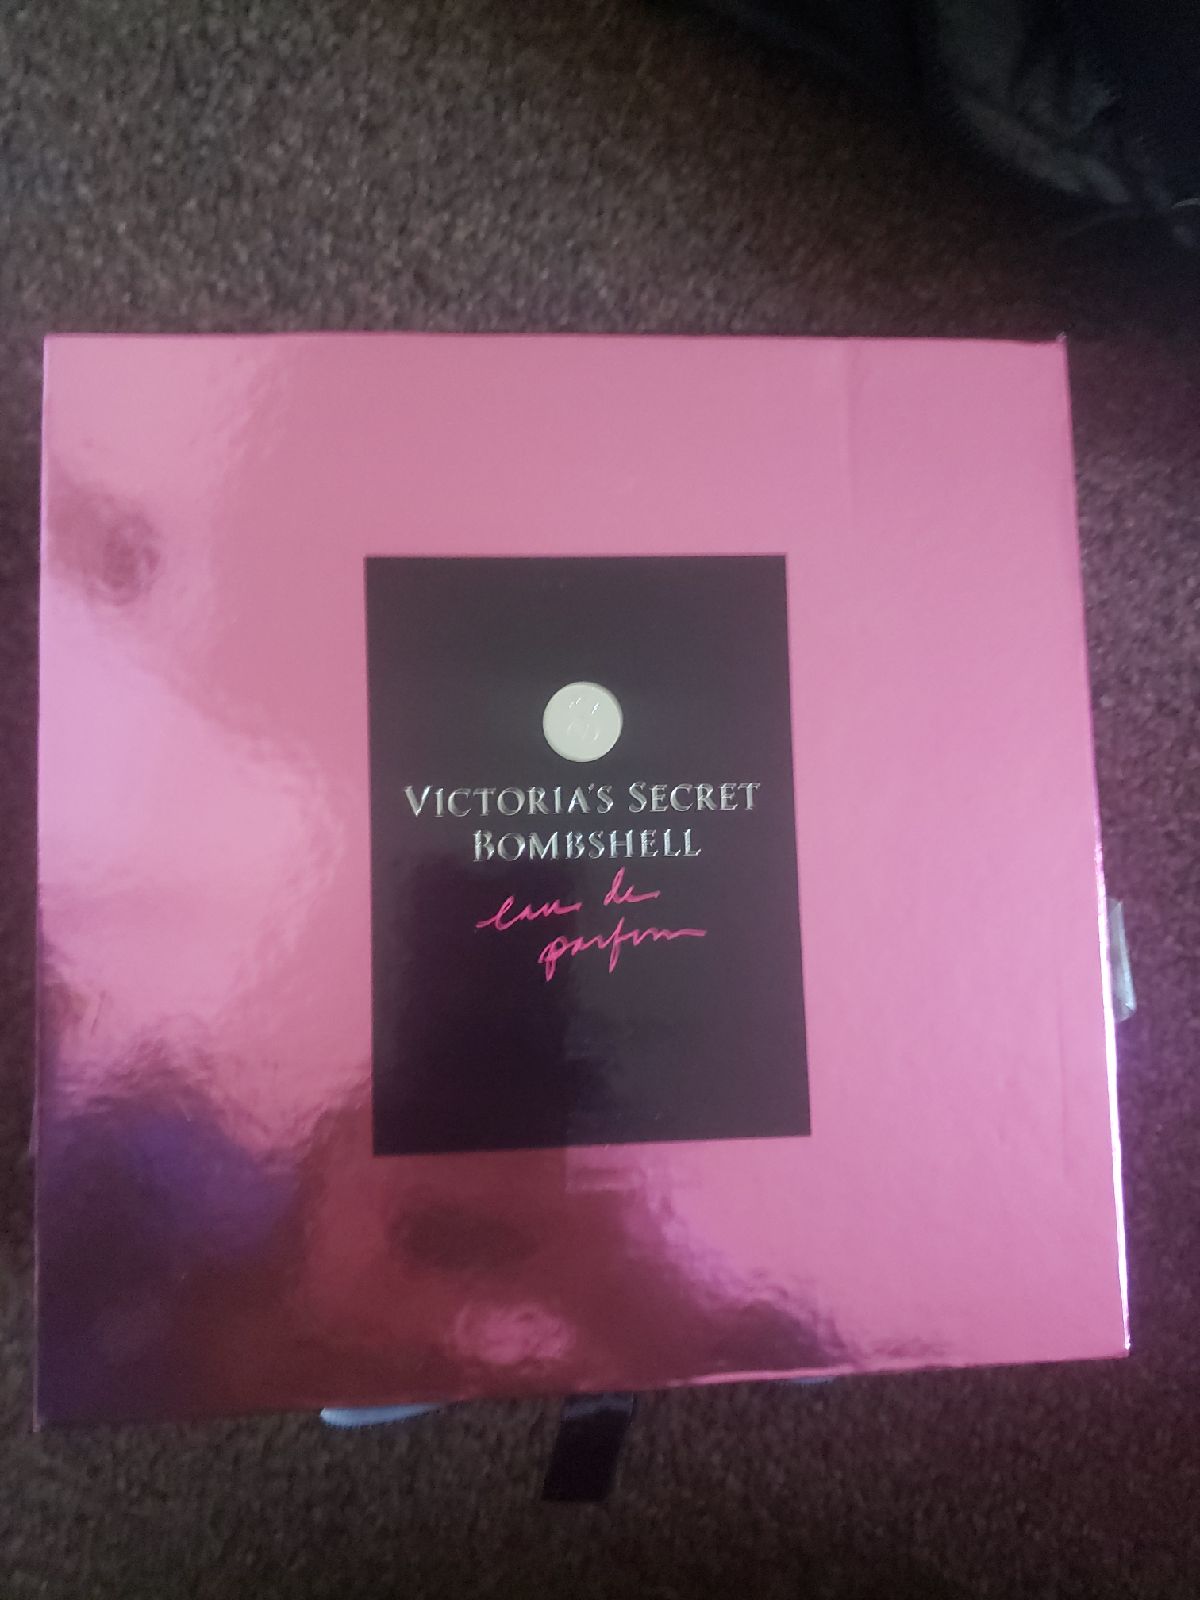 VICTORIA'S SECRET
BOMBSHELL
eau de
parfum